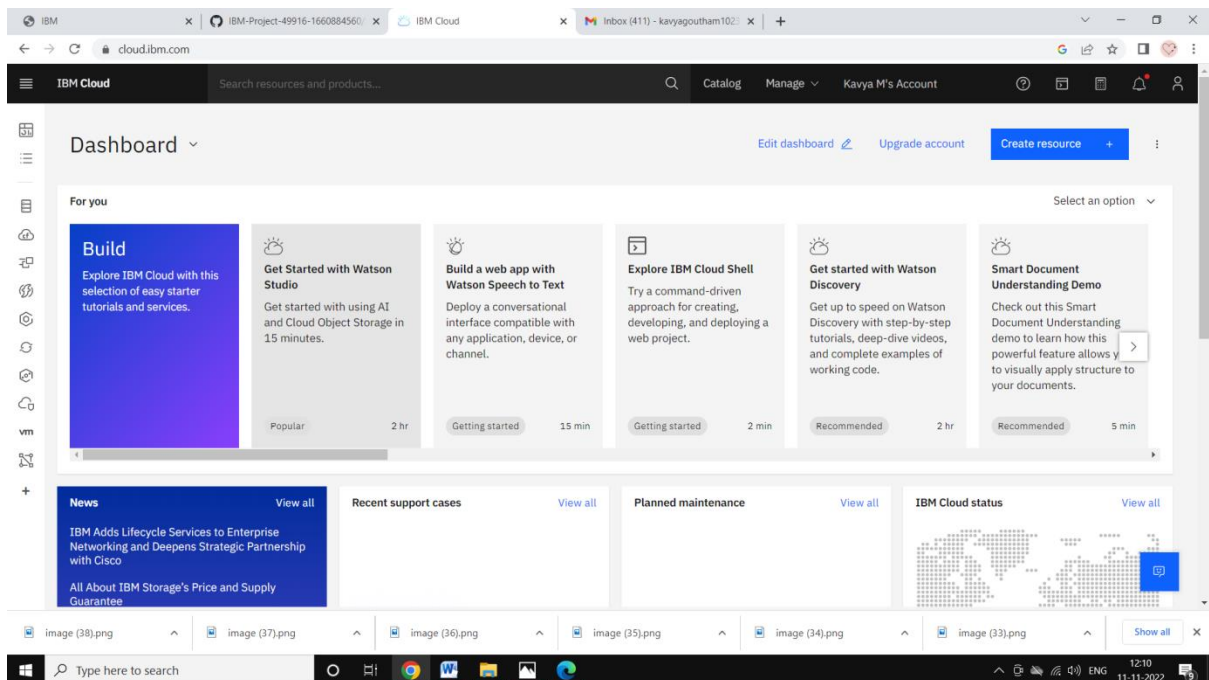 IBM
IBM-Project-49916-1660884560/
IBM Cloud
Inbox (411) - kavyagoutham1023
cloud.ibm.com
IBM Cloud
Search resources and products...
Catalog
Manage
Kavya M's Account
Dashboard
Edit dashboard
Upgrade account
Create resource +
For you
Select an option
Build
Explore IBM Cloud with this
selection of easy starter
tutorials and services.
Get Started with Watson
Studio
Get started with using AI
and Cloud Object Storage in
15 minutes.
Popular 2 hr
Build a web app with
Watson Speech to Text
Deploy a conversational
interface compatible with
any application, device, or
channel.
Getting started 15 min
Explore IBM Cloud Shell
Try a command-driven
approach for creating,
developing, and deploying a
web project.
Getting started 2 min
Get started with Watson
Discovery
Get up to speed on Watson
Discovery with step-by-step
tutorials, deep-dive videos,
and complete examples of
working code.
Recommended 2 hr
Smart Document
Understanding Demo
Check out this Smart
Document Understanding
demo to learn how this
powerful feature allows y
to visually apply structure to
your documents.
Recommended 5 min
vm
News View all
IBM Adds Lifecycle Services to Enterprise
Networking and Deepens Strategic Partnership
with Cisco
All About IBM Storage's Price and Supply
Guarantee
Recent support cases View all
Planned maintenance View all
IBM Cloud status View all
image (38).png
image (37).png
image (36).png
image (35).png
image (34).png
image (33).png
Show all
Type here to search
ENG
12:10
11-11-2022